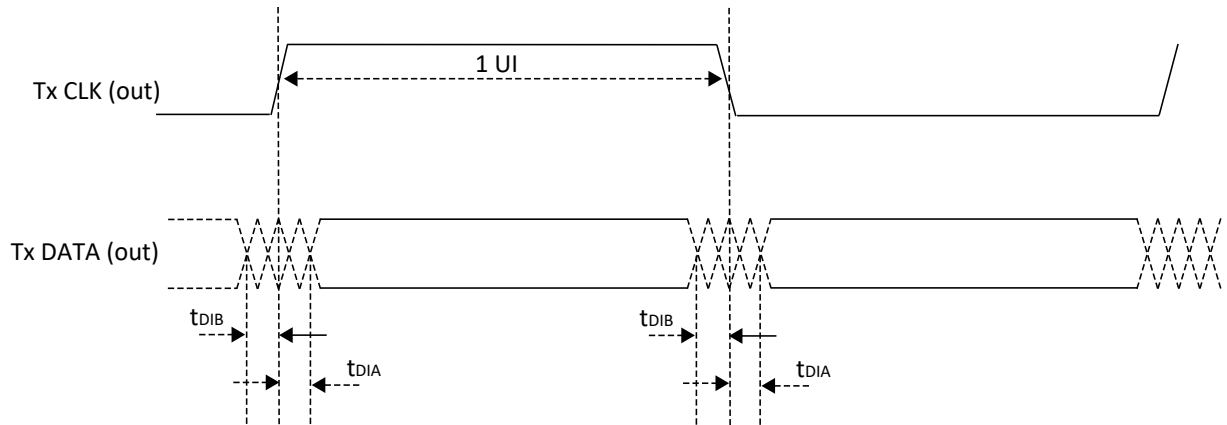 1 UI
Tx CLK (out)
Tx DATA (out)
tDIB
tDIB
tDIA
tDIA